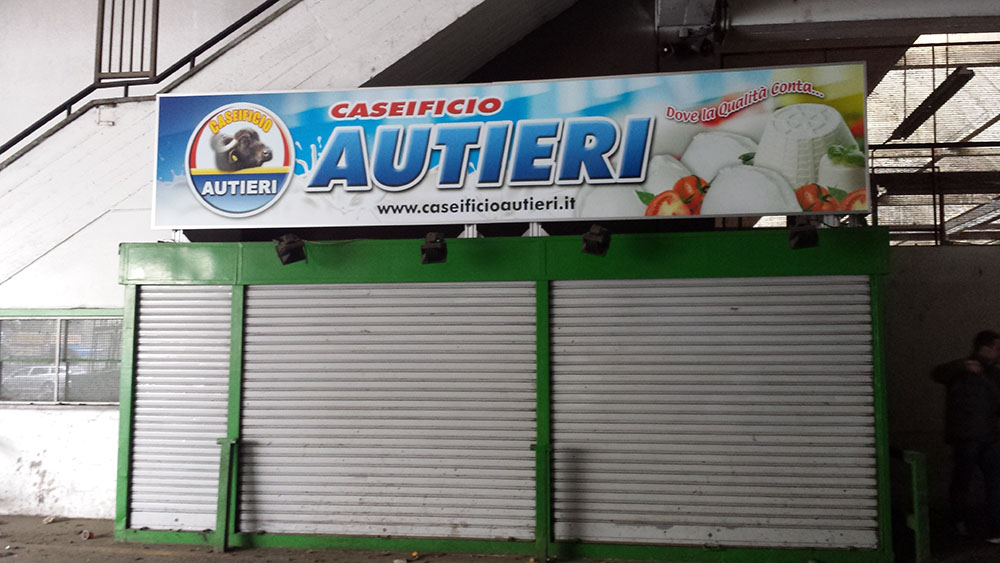 CASEIFICIO
AUTIERI
CASEIFICIO
AUTIERI
www.caseificioautieri.it
Dove la Qualità Conta...